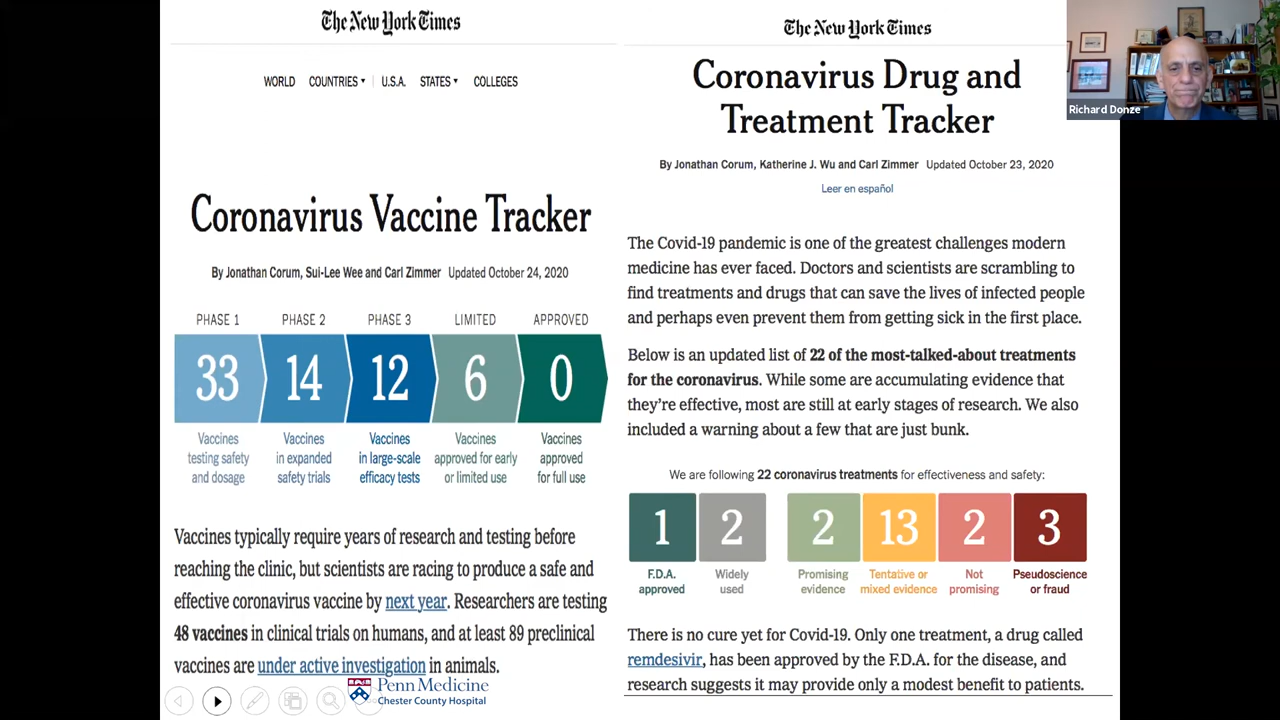 The New York Times
WORLD COUNTRIES U.S.A. STATES COLLEGES
Coronavirus Vaccine Tracker
By Jonathan Corum, Sui-Lee Wee and Carl Zimmer Updated October 24, 2020
PHASE 1 PHASE 2 PHASE 3 LIMITED APPROVED
33 14 12 6 0
Vaccines Vaccines Vaccines Vaccines Vaccines
testing safety in expanded in large-scale approved for early approved
and dosage safety trials efficacy tests or limited use for full use
Vaccines typically require years of research and testing before
reaching the clinic, but scientists are racing to produce a safe and
effective coronavirus vaccine by next year. Researchers are testing
48 vaccines in clinical trials on humans, and at least 89 preclinical
vaccines are under active investigation in animals.
Penn Medicine
Chester County Hospital
The New York Times
Coronavirus Drug and
Treatment Tracker
By Jonathan Corum, Katherine J. Wu and Carl Zimmer Updated October 23, 2020
Leer en español
The Covid-19 pandemic is one of the greatest challenges modern
medicine has ever faced. Doctors and scientists are scrambling to
find treatments and drugs that can save the lives of infected people
and perhaps even prevent them from getting sick in the first place.
Below is an updated list of 22 of the most-talked-about treatments
for the coronavirus. While some are accumulating evidence that
they're effective, most are still at early stages of research. We also
included a warning about a few that are just bunk.
We are following 22 coronavirus treatments for effectiveness and safety:
1 2 2 13 2 3
F.D.A. Widely Promising Tentative or Not Pseudoscience
approved used evidence mixed evidence promising or fraud
There is no cure yet for Covid-19. Only one treatment, a drug called
remdesivir, has been approved by the F.D.A. for the disease, and
research suggests it may provide only a modest benefit to patients.
Richard Donze